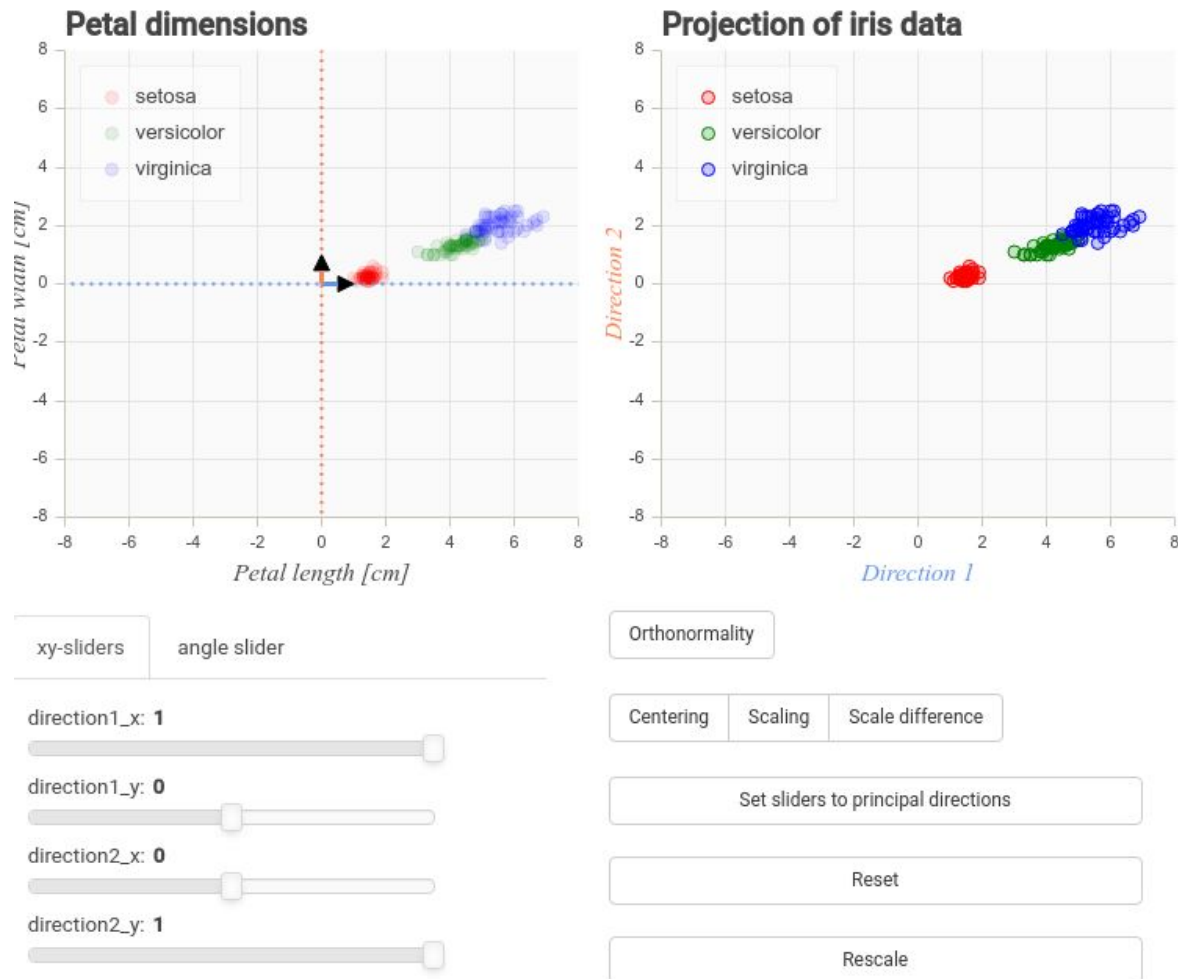 Petal dimensions
8
6
4
2
0
-2
-4
-6
-8
Petal width [cm]
setosa
versicolor
virginica
-8 -6 -4 -2 0 2 4 6 8
Petal length [cm]
Projection of iris data
8
6
4
2
0
-2
-4
-6
-8
Direction 2
setosa
versicolor
virginica
-8 -6 -4 -2 0 2 4 6 8
Direction 1
xy-sliders
angle slider
direction1_x: 1
direction1_y: 0
direction2_x: 0
direction2_y: 1
Orthonormality
Centering Scaling Scale difference
Set sliders to principal directions
Reset
Rescale